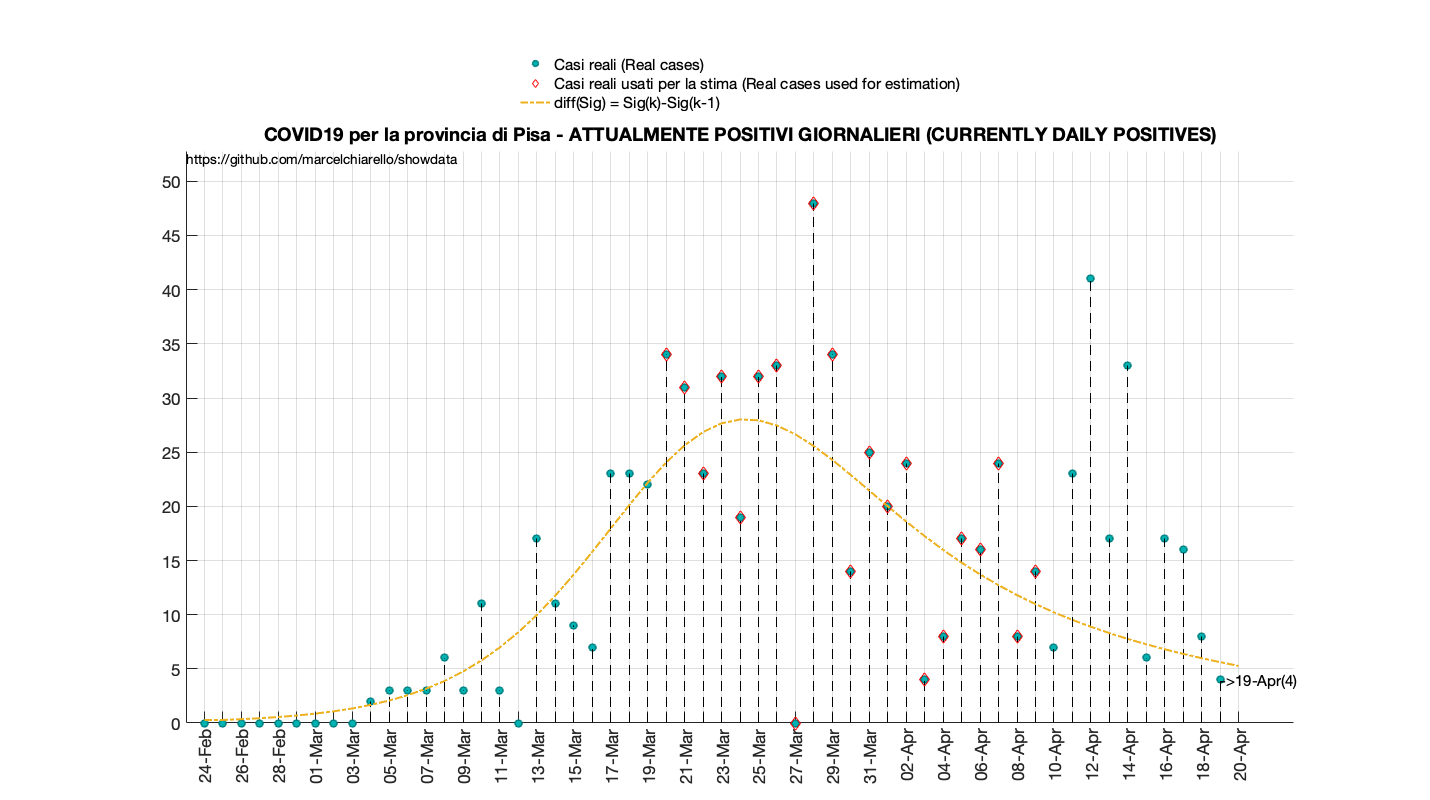 Casi reali (Real cases)
Casi reali usati per la stima (Real cases used for estimation)
diff(Sig) = Sig(k)-Sig(k-1)
COVID19 per la provincia di Pisa - ATTUALMENTE POSITIVI GIORNALIERI (CURRENTLY DAILY POSITIVES)
https://github.com/marcelchiarello/showdata
50
45
40
35
30
25
20
15
10
5
0
->19-Apr(4)
24-Feb
26-Feb
28-Feb
01-Mar
03-Mar
05-Mar
07-Mar
09-Mar
11-Mar
13-Mar
15-Mar
17-Mar
19-Mar
21-Mar
23-Mar
25-Mar
27-Mar
29-Mar
31-Mar
02-Apr
04-Apr
06-Apr
08-Apr
10-Apr
12-Apr
14-Apr
16-Apr
18-Apr
20-Apr